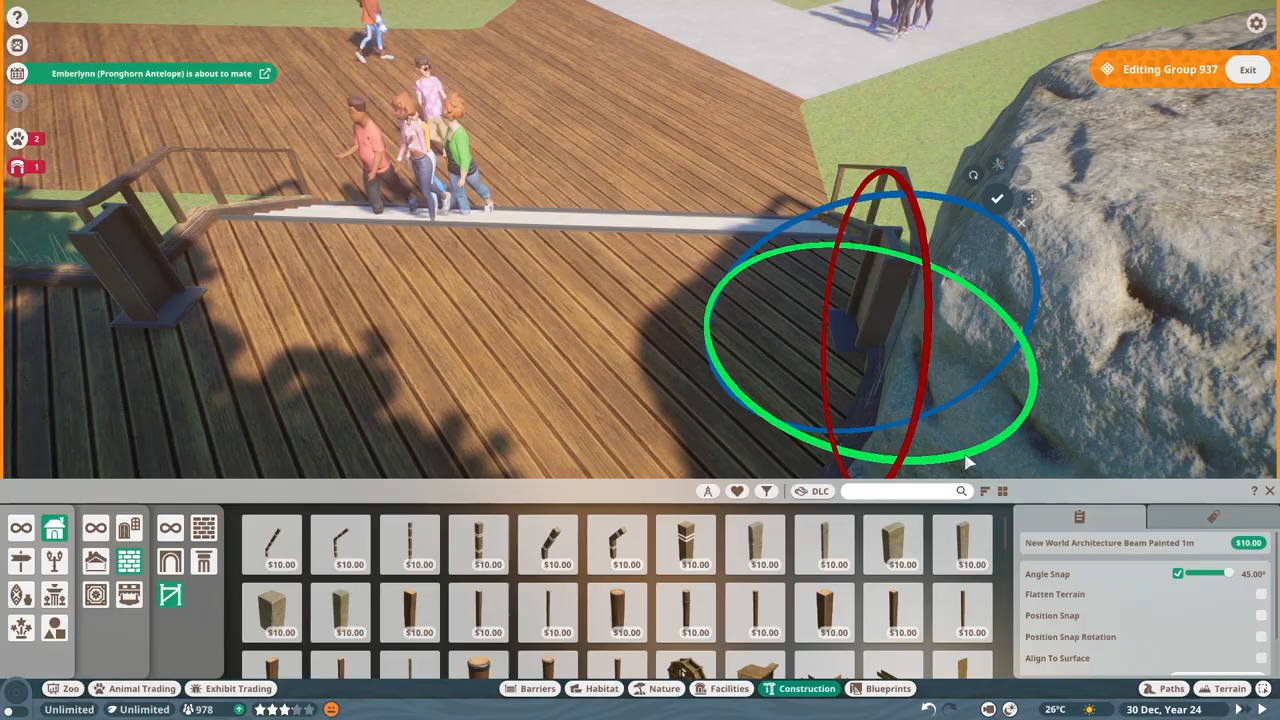 ?
Emberlynn (Pronghorn Antelope) is about to mate
2
1
Editing Group 937
Exit
DLC
?
$10.00 $10.00 $10.00 $10.00 $10.00 $10.00 $10.00 $10.00 $10.00 $10.00 $10.00
$10.00 $10.00 $10.00 $10.00 $10.00 $10.00 $10.00 $10.00 $10.00 $10.00 $10.00
New World Architecture Beam Painted 1m $10.00
Angle Snap 45.00°
Flatten Terrain
Position Snap
Position Snap Rotation
Align To Surface
Zoo Animal Trading Exhibit Trading Barriers Habitat Nature Facilities Construction Blueprints Paths Terrain
Unlimited Unlimited 978 26°C 30 Dec, Year 24